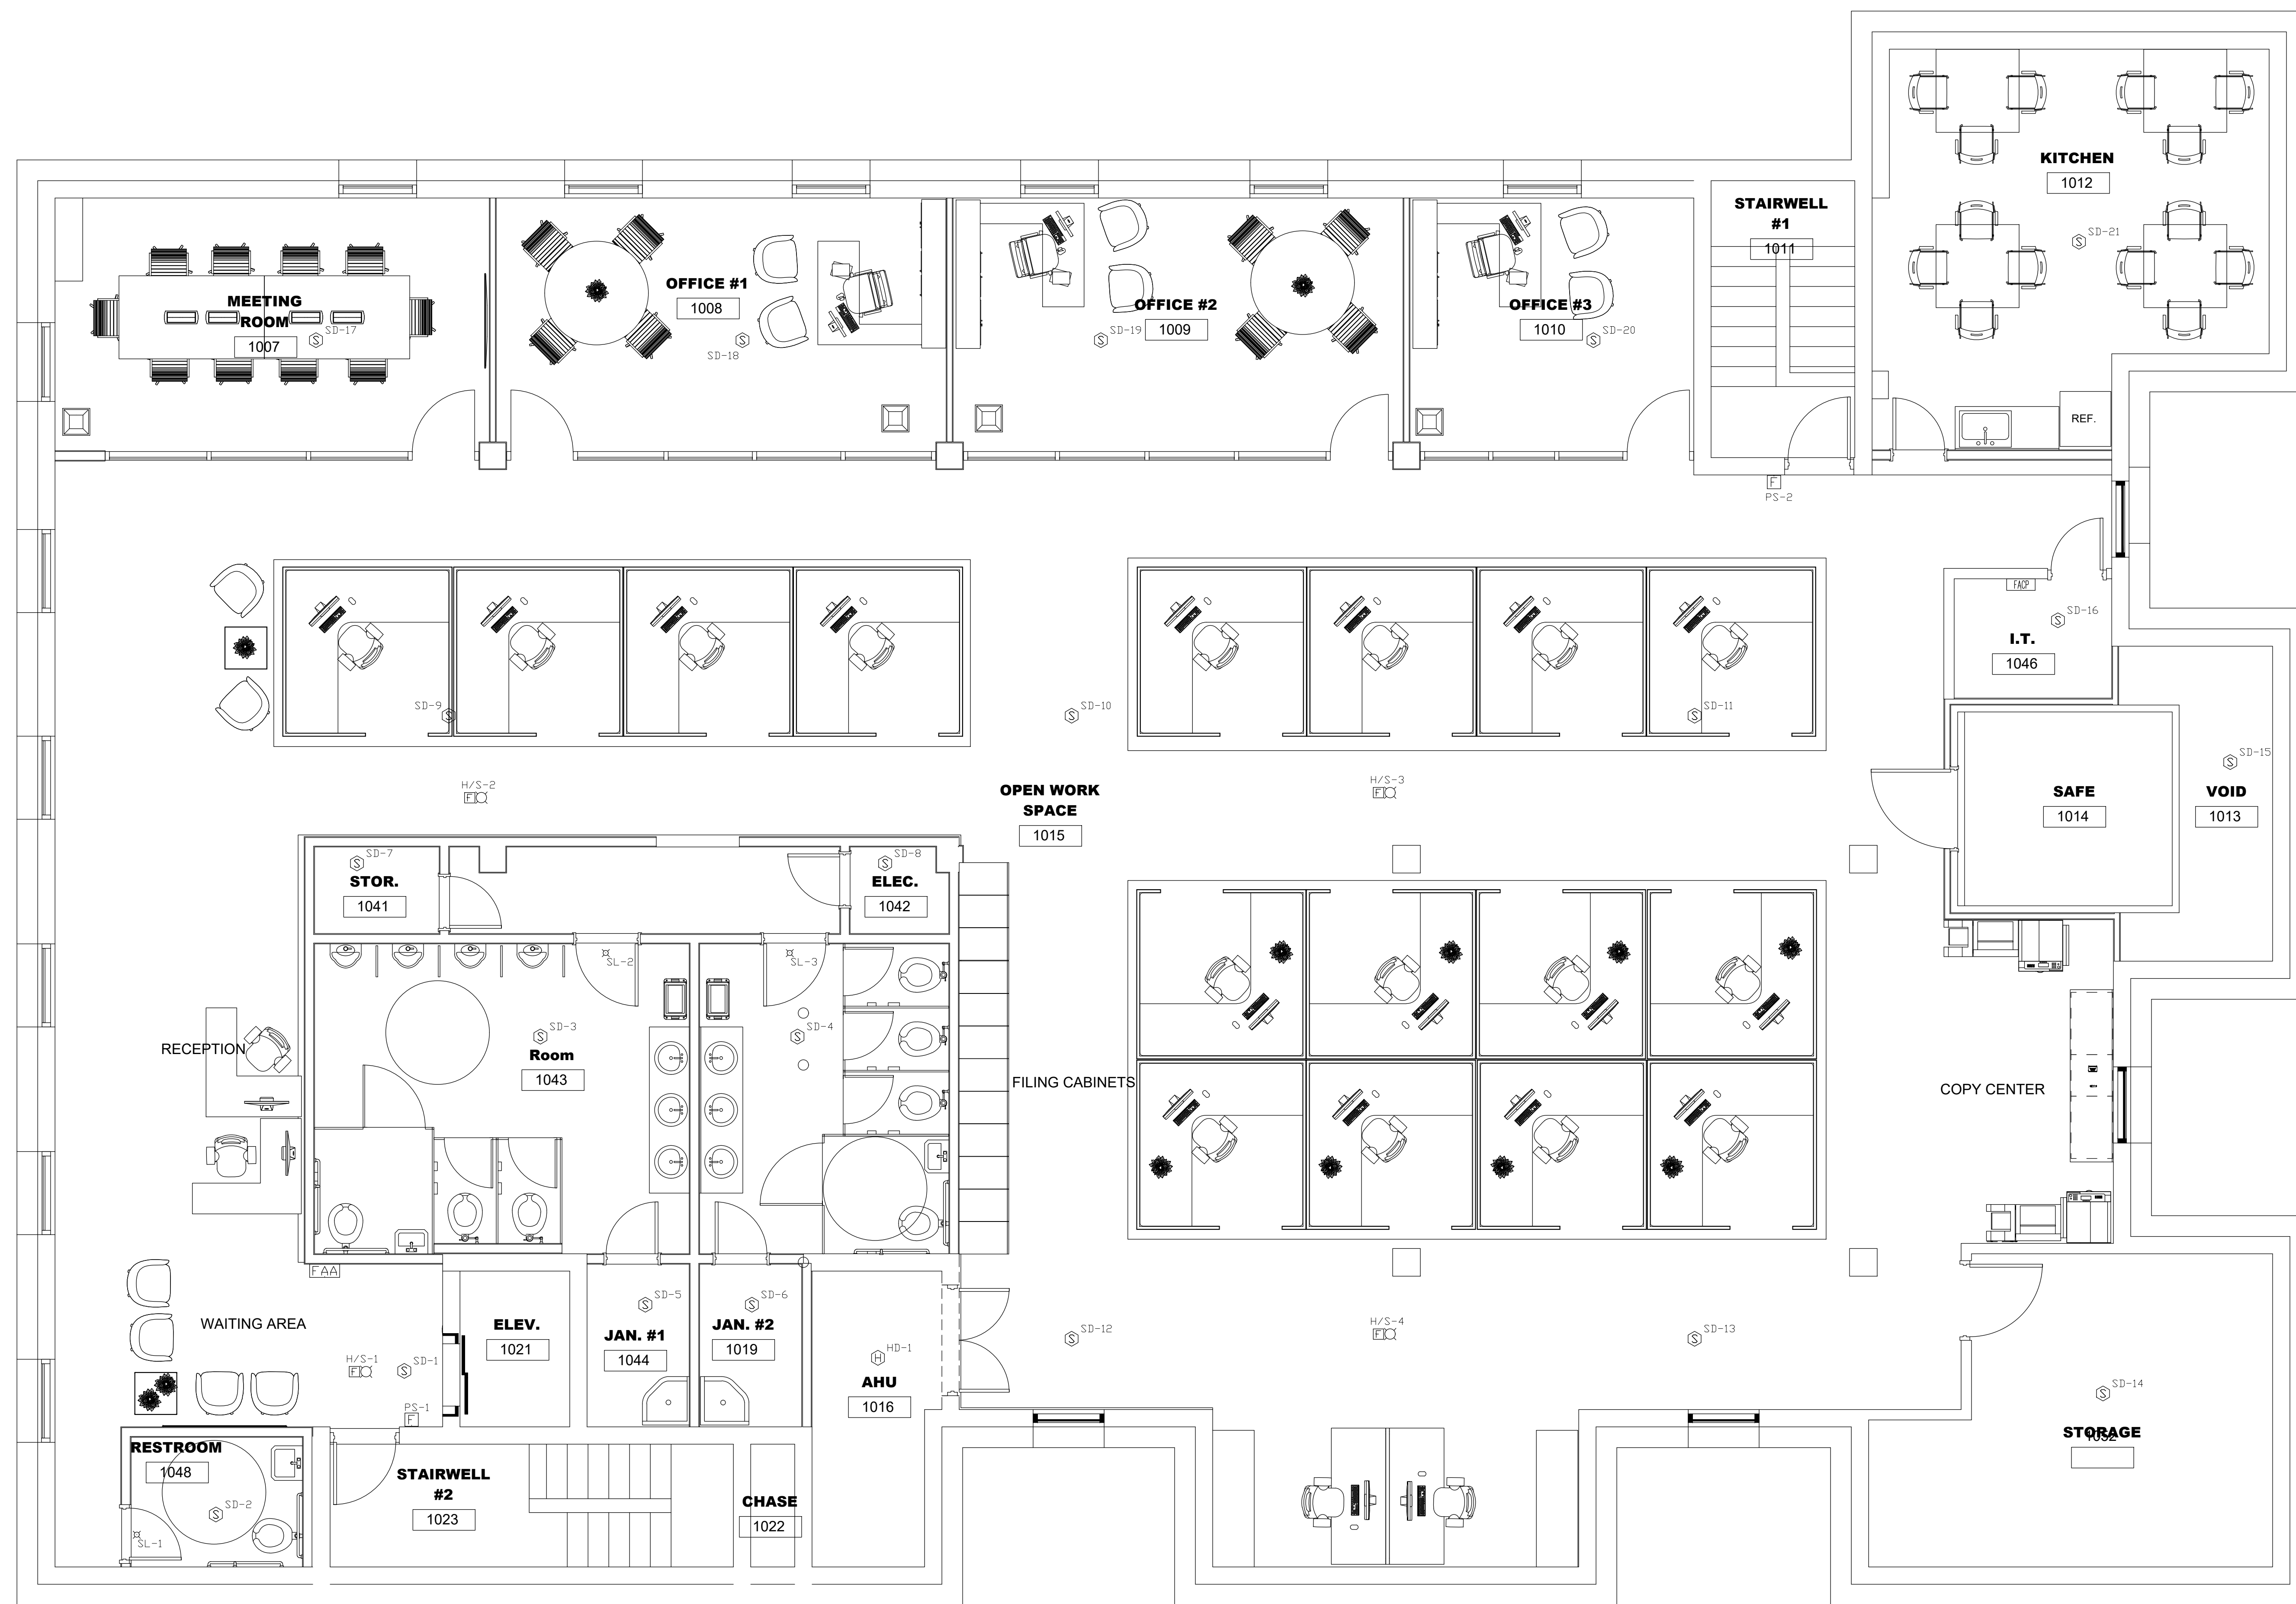 KITCHEN
1012
STAIRWELL
#1
1011
SD-21
OFFICE #1
1008
MEETING
ROOM
1007
SD-17
SD-18
SD-19
OFFICE #2
1009
OFFICE #3
1010
SD-20
REF.
F
PS-2
FACP
SD-16
I.T.
1046
SD-9
SD-10
SD-11
SD-15
H/S-2
F
H/S-3
F
OPEN WORK
SPACE
1015
SAFE
1014
VOID
1013
SD-7
STOR.
1041
SD-8
ELEC.
1042
SL-2
SL-3
SD-3
Room
1043
SD-4
RECEPTION
FILING CABINETS
COPY CENTER
FAA
WAITING AREA
ELEV.
1021
SD-5
JAN. #1
1044
SD-6
JAN. #2
1019
HD-1
AHU
1016
SD-12
H/S-4
F
SD-13
H/S-1
F
SD-1
PS-1
F
SD-14
STORAGE
RESTROOM
1048
SD-2
SL-1
STAIRWELL
#2
1023
CHASE
1022